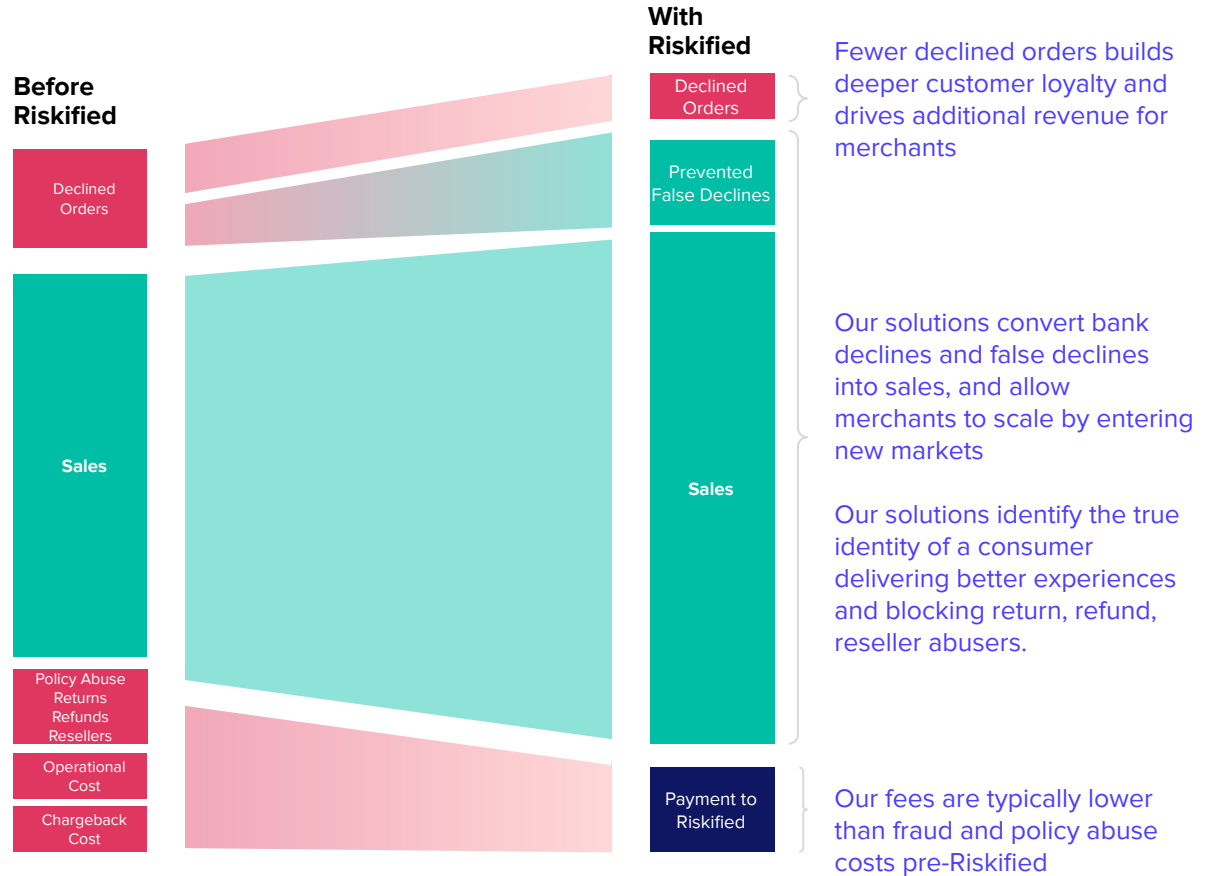 Before
Riskified
Declined
Orders
Sales
Policy Abuse
Returns
Refunds
Resellers
Operational
Cost
Chargeback
Cost
With
Riskified
Declined
Orders
Prevented
False Declines
Sales
Payment to
Riskified
Fewer declined orders builds
deeper customer loyalty and
drives additional revenue for
merchants
Our solutions convert bank
declines and false declines
into sales, and allow
merchants to scale by entering
new markets
Our solutions identify the true
identity of a consumer
delivering better experiences
and blocking return, refund,
reseller abusers.
Our fees are typically lower
than fraud and policy abuse
costs pre-Riskified